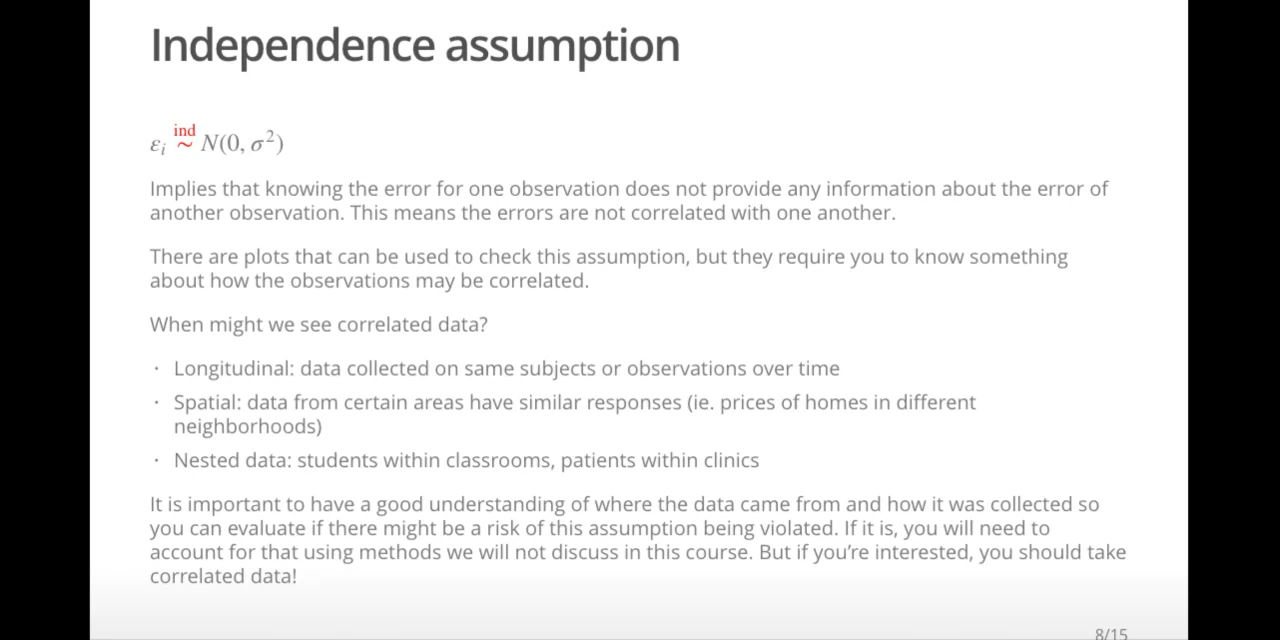 Independence assumption
εᵢ ind ~ N(0, σ²)
Implies that knowing the error for one observation does not provide any information about the error of
another observation. This means the errors are not correlated with one another.
There are plots that can be used to check this assumption, but they require you to know something
about how the observations may be correlated.
When might we see correlated data?
· Longitudinal: data collected on same subjects or observations over time
· Spatial: data from certain areas have similar responses (ie. prices of homes in different
neighborhoods)
· Nested data: students within classrooms, patients within clinics
It is important to have a good understanding of where the data came from and how it was collected so
you can evaluate if there might be a risk of this assumption being violated. If it is, you will need to
account for that using methods we will not discuss in this course. But if you’re interested, you should take
correlated data!
8/15